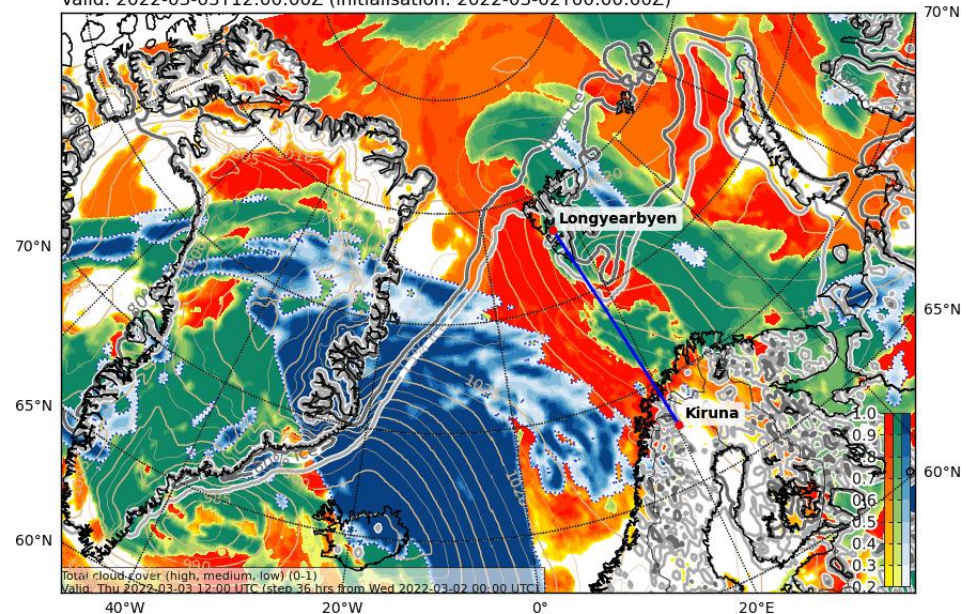 Valid: 2022-03-03T12:00:00Z (initialisation: 2022-03-02T00:00:00Z)
70°N
Longyearbyen
70°N
65°N
65°N
Kiruna
1.0
0.9
0.8
0.7
0.6
60°N
0.5
0.4
0.3
0.2
60°N
Total cloud cover (high, medium, low) (0-1)
Valid: Thu 2022-03-03 12:00 UTC (step 36 hrs from Wed 2022-03-02 00:00 UTC)
40°W
20°W
0°
20°E